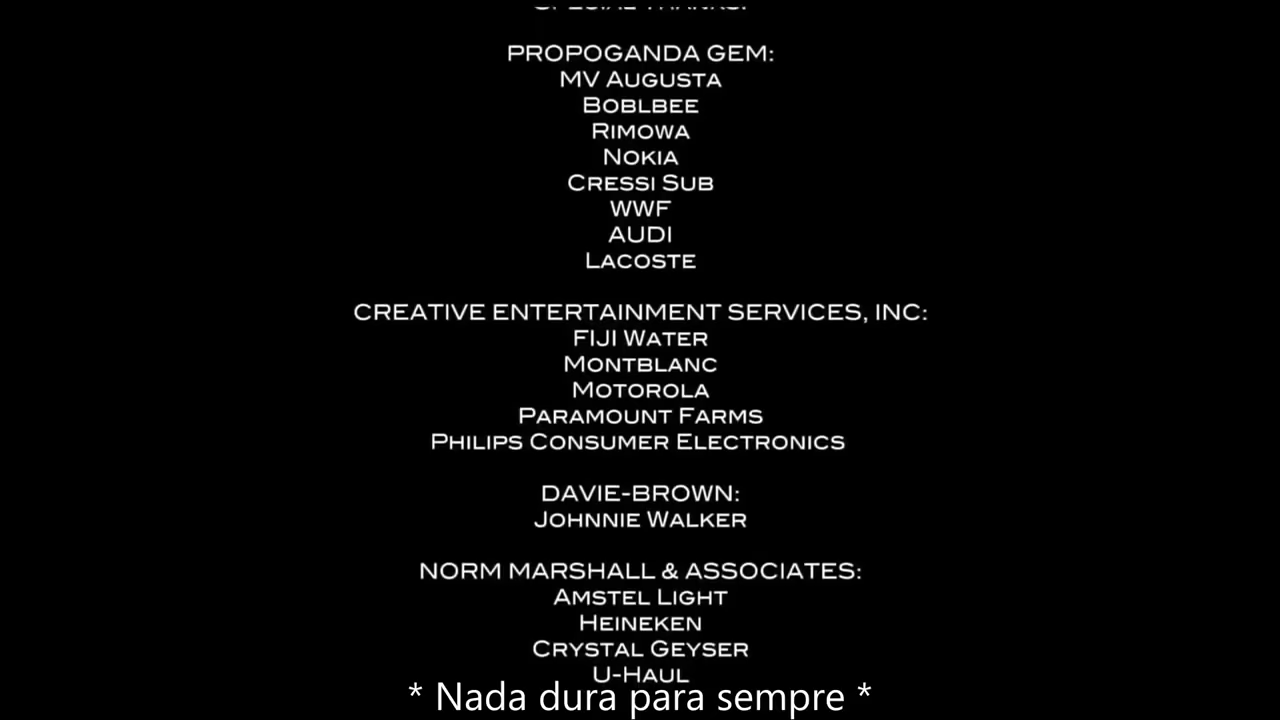 SPECIAL THANKS:
PROPOGANDA GEM:
MV AUGUSTA
BOBLBEE
RIMOWA
NOKIA
CRESSI SUB
WWF
AUDI
LACOSTE
CREATIVE ENTERTAINMENT SERVICES, INC:
FIJI WATER
MONTBLANC
MOTOROLA
PARAMOUNT FARMS
PHILIPS CONSUMER ELECTRONICS
DAVIE-BROWN:
JOHNNIE WALKER
NORM MARSHALL & ASSOCIATES:
AMSTEL LIGHT
HEINEKEN
CRYSTAL GEYSER
U-HAUL
* Nada dura para sempre *